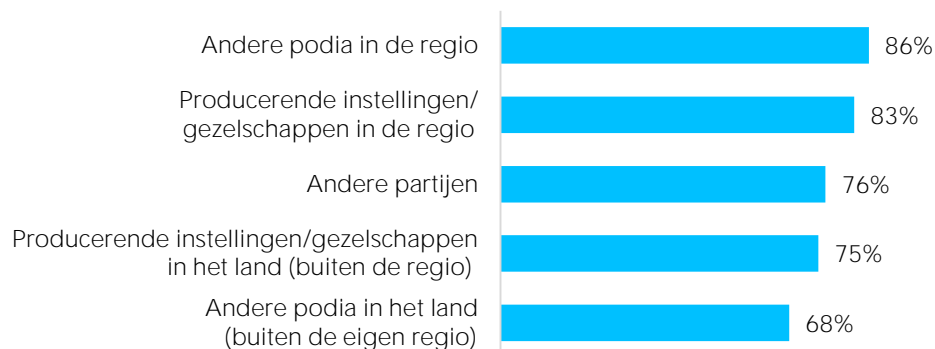 Andere podia in de regio
86%
Producerende instellingen/
gezelschappen in de regio
83%
Andere partijen
76%
Producerende instellingen/gezelschappen
in het land (buiten de regio)
75%
Andere podia in het land
(buiten de eigen regio)
68%